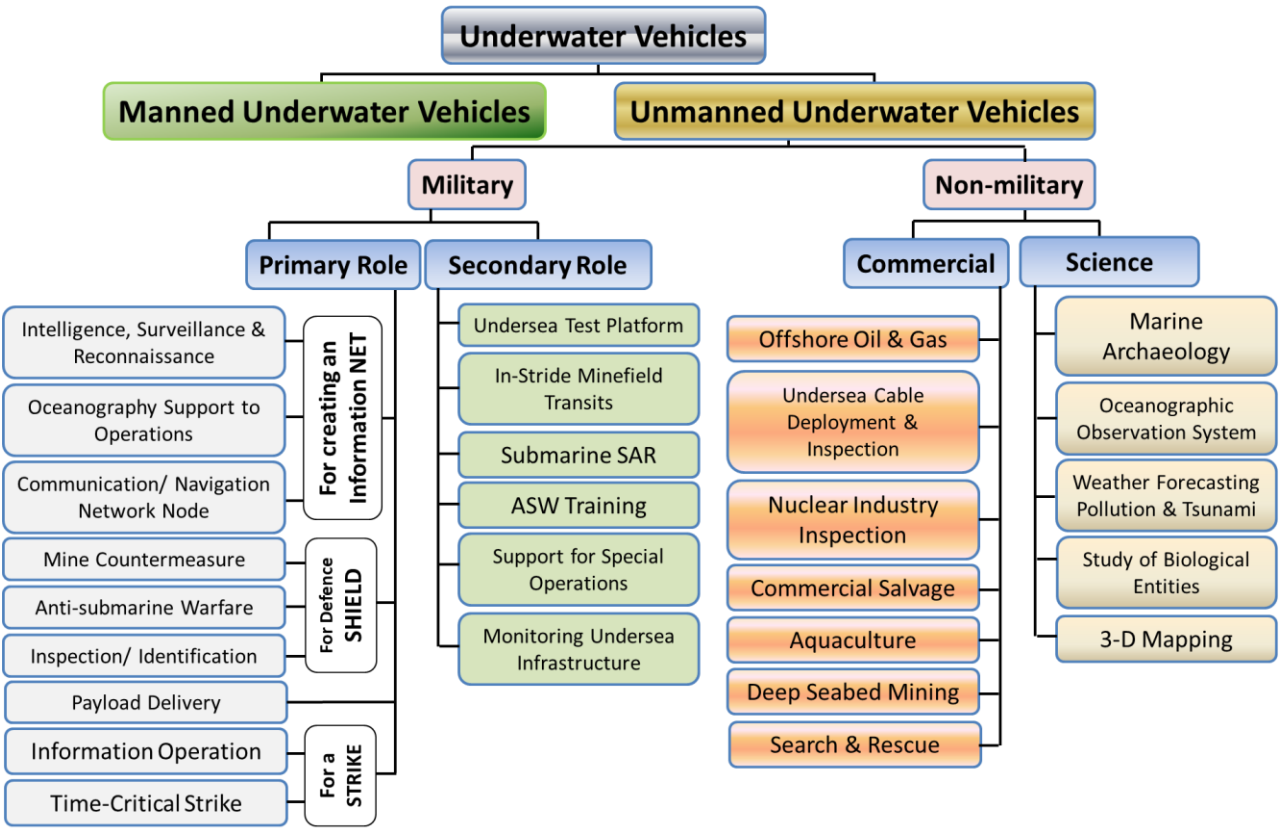 Underwater Vehicles
Manned Underwater Vehicles
Unmanned Underwater Vehicles
Military
Non-military
Primary Role
Secondary Role
Commercial
Science
Intelligence, Surveillance &
Reconnaissance
Oceanography Support to
Operations
Communication/ Navigation
Network Node
For creating an
Information NET
Mine Countermeasure
Anti-submarine Warfare
Inspection/ Identification
For Defence
SHIELD
Payload Delivery
Information Operation
Time-Critical Strike
For a
STRIKE
Undersea Test Platform
In-Stride Minefield
Transits
Submarine SAR
ASW Training
Support for Special
Operations
Monitoring Undersea
Infrastructure
Offshore Oil & Gas
Undersea Cable
Deployment &
Inspection
Nuclear Industry
Inspection
Commercial Salvage
Aquaculture
Deep Seabed Mining
Search & Rescue
Marine
Archaeology
Oceanographic
Observation System
Weather Forecasting
Pollution & Tsunami
Study of Biological
Entities
3-D Mapping